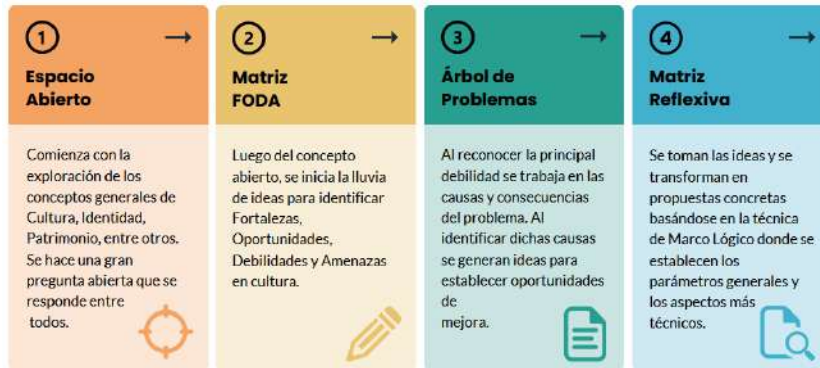 1
Espacio
Abierto
Comienza con la
exploración de los
conceptos generales de
Cultura, Identidad,
Patrimonio, entre otros.
Se hace una gran
pregunta abierta que se
responde entre
todos.
2
Matriz
FODA
Luego del concepto
abierto, se inicia la lluvia
de ideas para identificar
Fortalezas,
Oportunidades,
Debilidades y Amenazas
en cultura.
3
Árbol de
Problemas
Al reconocer la principal
debilidad se trabaja en las
causas y consecuencias
del problema. Al
identificar dichas causas
se generan ideas para
establecer oportunidades
de
mejora.
4
Matriz
Reflexiva
Se toman las ideas y se
transforman en
propuestas concretas
basándose en la técnica
de Marco Lógico donde se
establecen los
parámetros generales y
los aspectos más
técnicos.